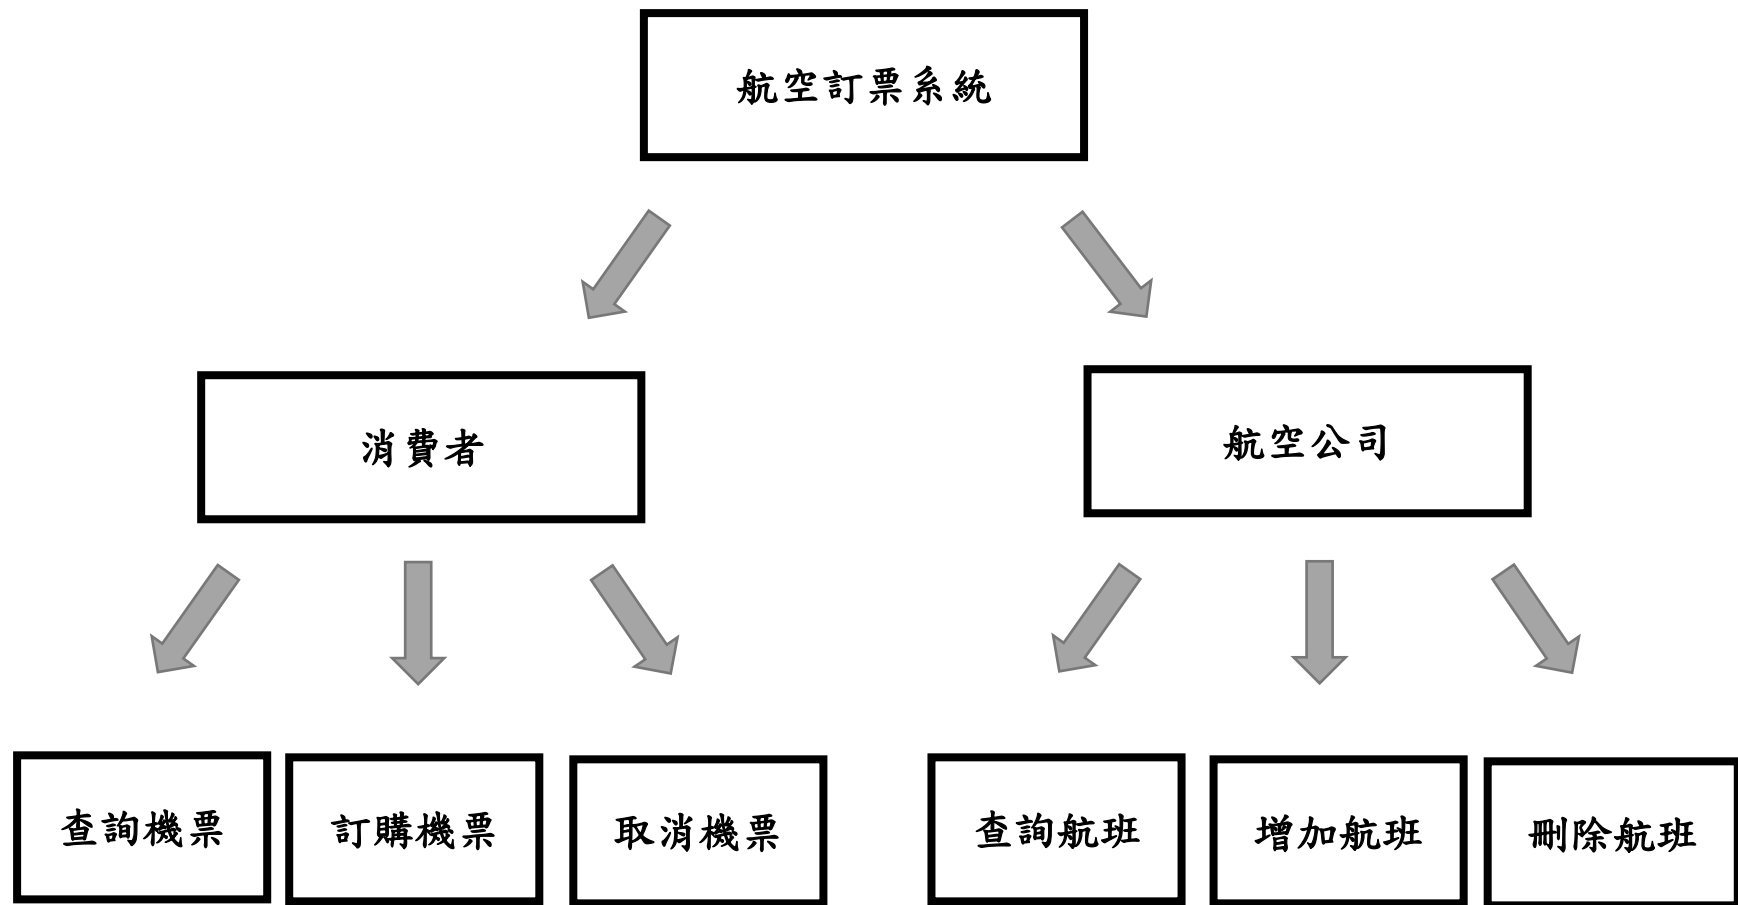 航空訂票系統
消費者
航空公司
查詢機票
訂購機票
取消機票
查詢航班
增加航班
刪除航班